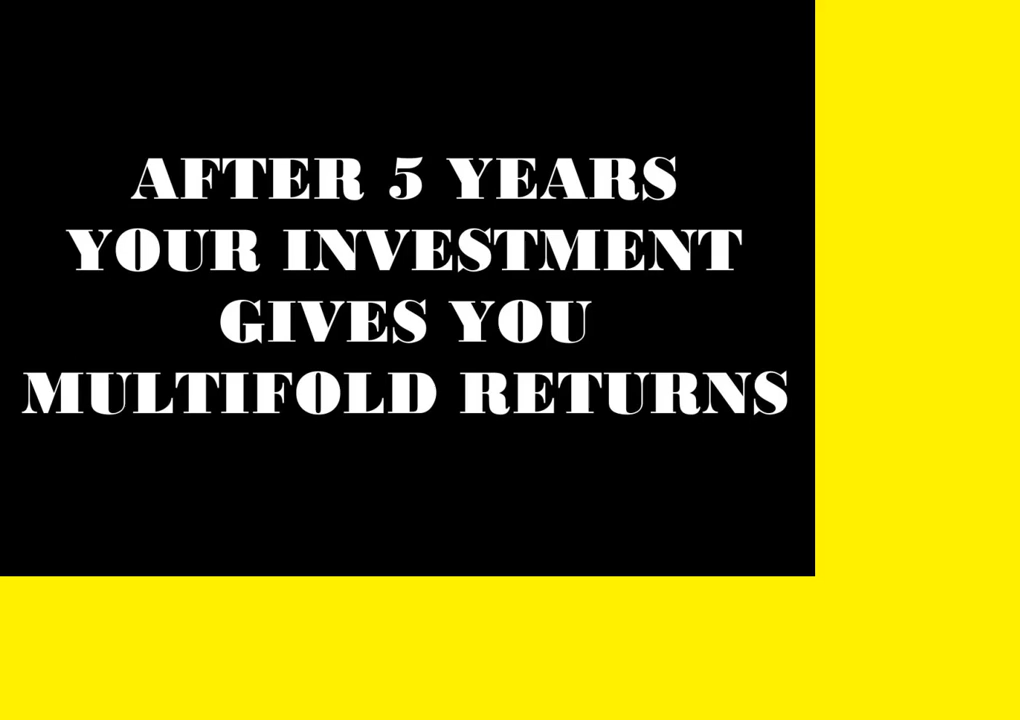 AFTER 5 YEARS
YOUR INVESTMENT
GIVES YOU
MULTIFOLD RETURNS